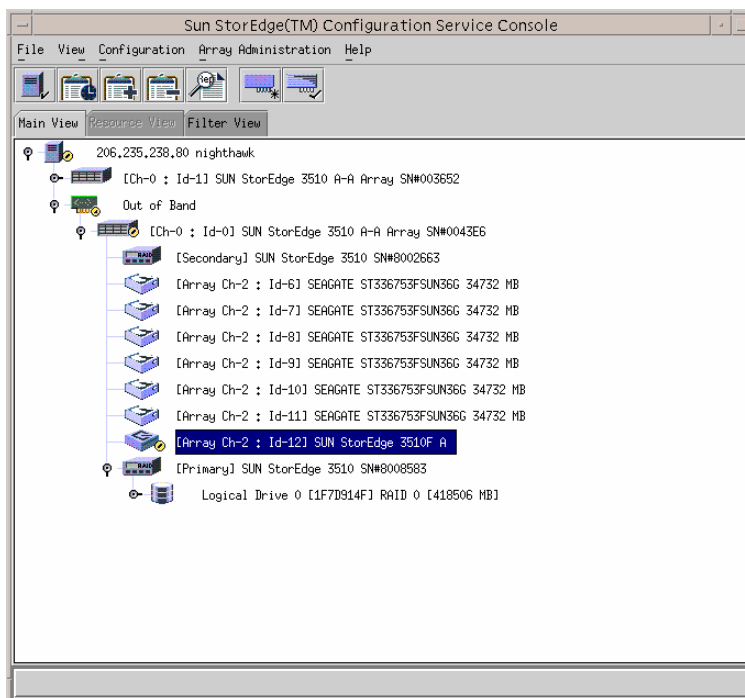 Sun StorEdge(TM) Configuration Service Console
File View Configuration Array Administration Help
Rep
Main View Resource View Filter View
206.235.238.80 nighthawk
[Ch-0 : Id-1] SUN StorEdge 3510 A-A Array SN#003652
Out of Band
[Ch-0 : Id-0] SUN StorEdge 3510 A-A Array SN#0043E6
RAID [Secondary] SUN StorEdge 3510 SN#8002663
[Array Ch-2 : Id-6] SEAGATE ST336753FSUN36G 34732 MB
[Array Ch-2 : Id-7] SEAGATE ST336753FSUN36G 34732 MB
[Array Ch-2 : Id-8] SEAGATE ST336753FSUN36G 34732 MB
[Array Ch-2 : Id-9] SEAGATE ST336753FSUN36G 34732 MB
[Array Ch-2 : Id-10] SEAGATE ST336753FSUN36G 34732 MB
[Array Ch-2 : Id-11] SEAGATE ST336753FSUN36G 34732 MB
[Array Ch-2 : Id-12] SUN StorEdge 3510F A
RAID [Primary] SUN StorEdge 3510 SN#8008583
Logical Drive 0 [1F7D914F] RAID 0 [418506 MB]